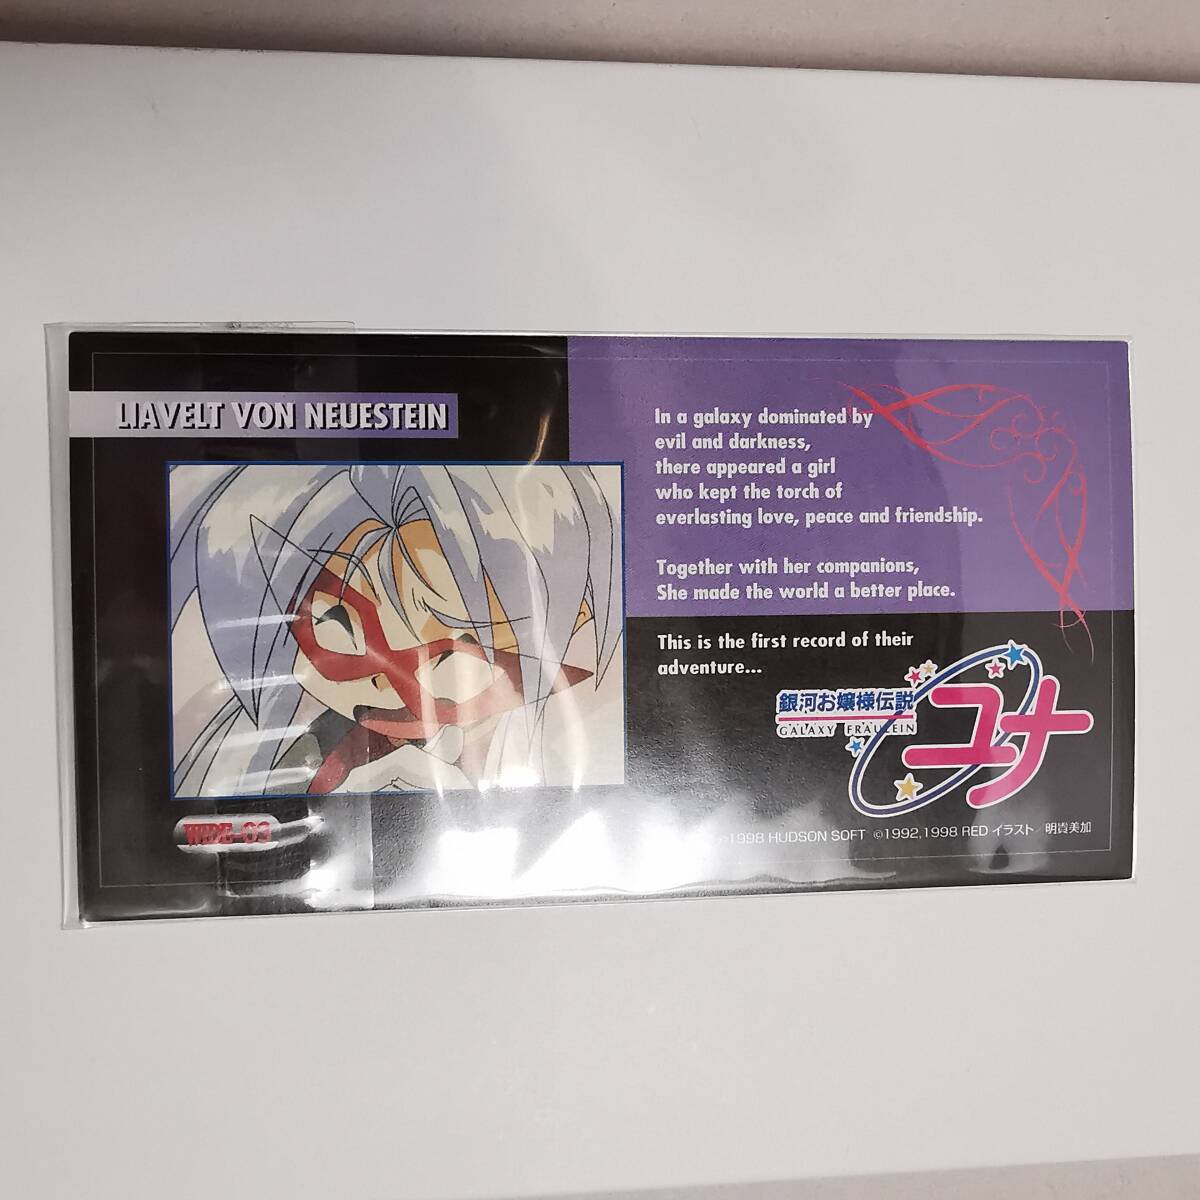 LIAVELT VON NEUESTEIN
In a galaxy dominated by
evil and darkness,
there appeared a girl
who kept the torch of
everlasting love, peace and friendship.
Together with her companions,
She made the world a better place.
This is the first record of their
adventure...
銀河お嬢様伝説
GALAXY FRÄULEIN
ユナ
WIDE-03
1998 HUDSON SOFT ©1992,1998 RED イラスト/明貴美加